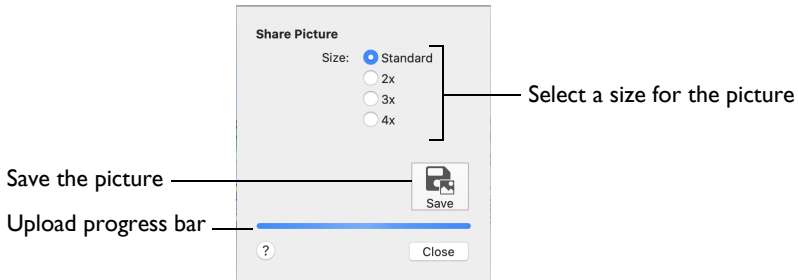 Share Picture
Size: Standard
2x
3x
4x
Select a size for the picture
Save the picture
Save
Upload progress bar
? Close